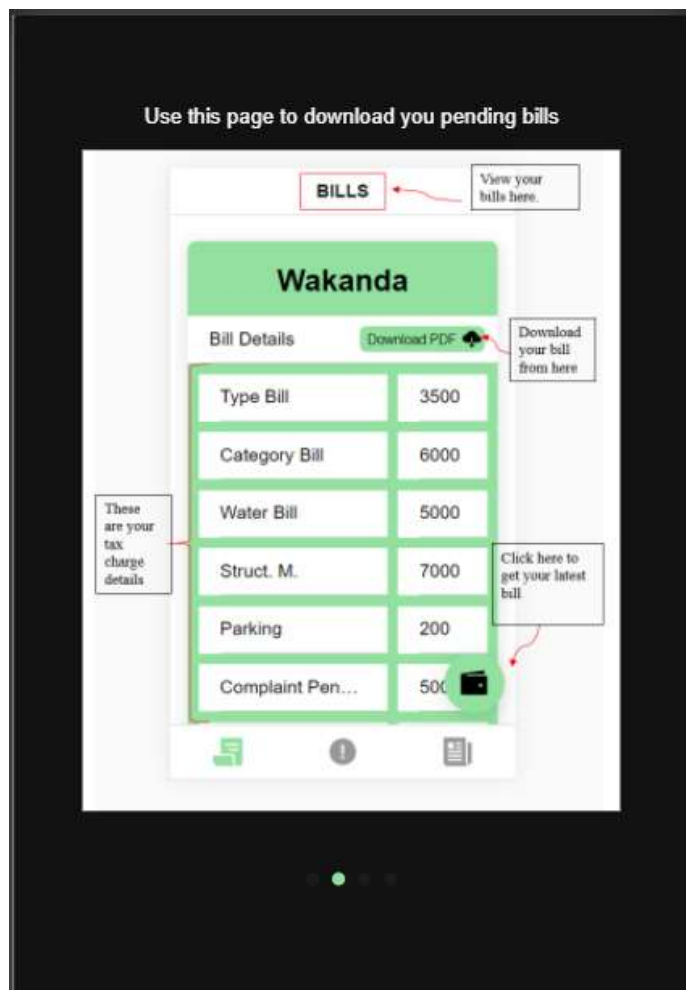 Use this page to download you pending bills
BILLS
View your
bills here.
Wakanda
Bill Details
Download PDF
Download
your bill
from here
Type Bill 3500
Category Bill 6000
Water Bill 5000
These
are your
tax
charge
details
Struct. M. 7000
Click here to
get your latest
bill
Parking 200
Complaint Pen...